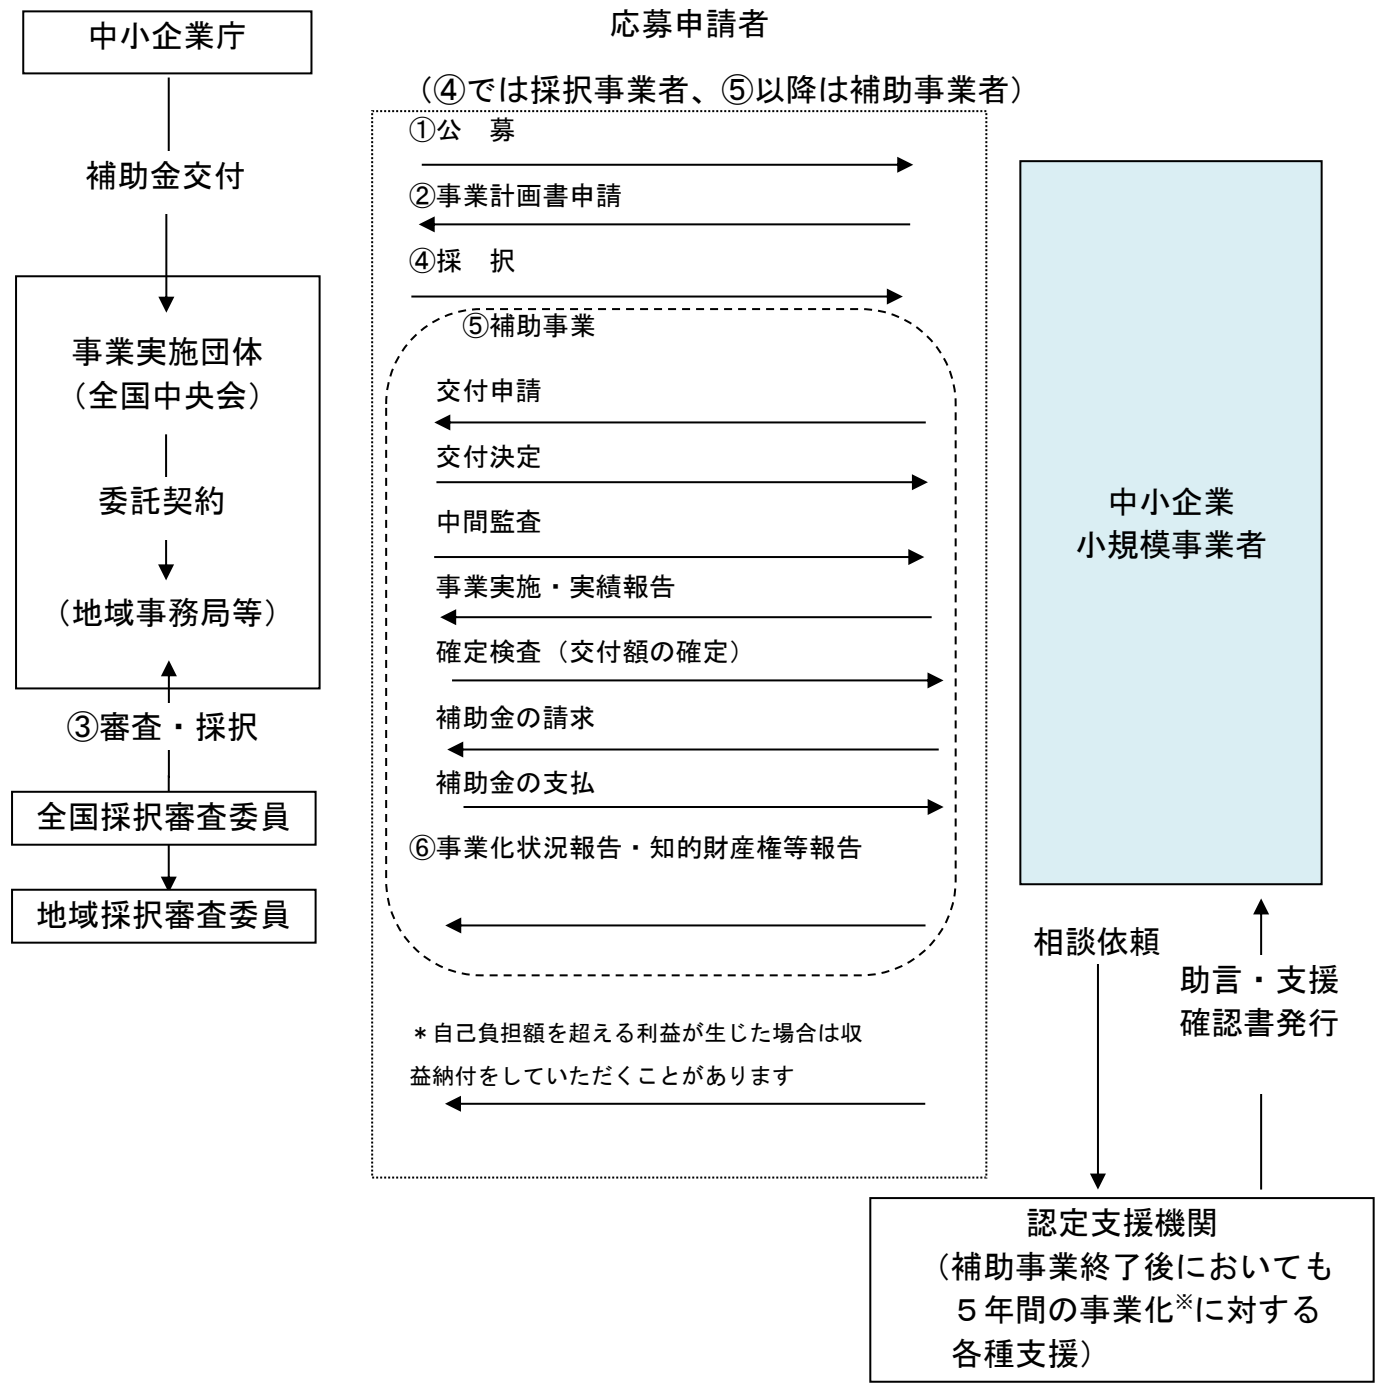 中小企業庁
補助金交付
事業実施団体
（全国中央会）
委託契約
（地域事務局等）
③審査・採択
全国採択審査委員
地域採択審査委員
応募申請者
（④では採択事業者、⑤以降は補助事業者）
①公　募
②事業計画書申請
④採　択
⑤補助事業
交付申請
交付決定
中間監査
事業実施・実績報告
確定検査（交付額の確定）
補助金の請求
補助金の支払
⑥事業化状況報告・知的財産権等報告
＊自己負担額を超える利益が生じた場合は収
益納付をしていただくことがあります
中小企業
小規模事業者
相談依頼
助言・支援
確認書発行
認定支援機関
（補助事業終了後においても
５年間の事業化※に対する
各種支援）